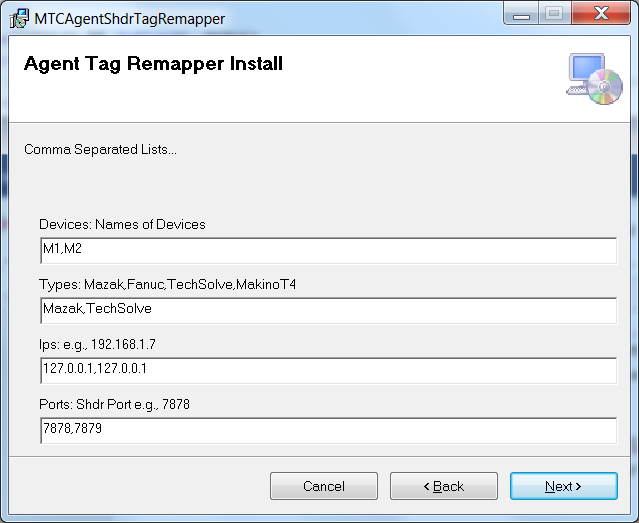 MTCAgentShdrTagRemapper
Agent Tag Remapper Install
Comma Separated Lists...
Devices: Names of Devices
M1,M2
Types: Mazak,Fanuc,TechSolve,MakinoT4
Mazak,TechSolve
Ips: e.g., 192.168.1.7
127.0.0.1,127.0.0.1
Ports: Shdr Port e.g., 7878
7878,7879
Cancel < Back Next >